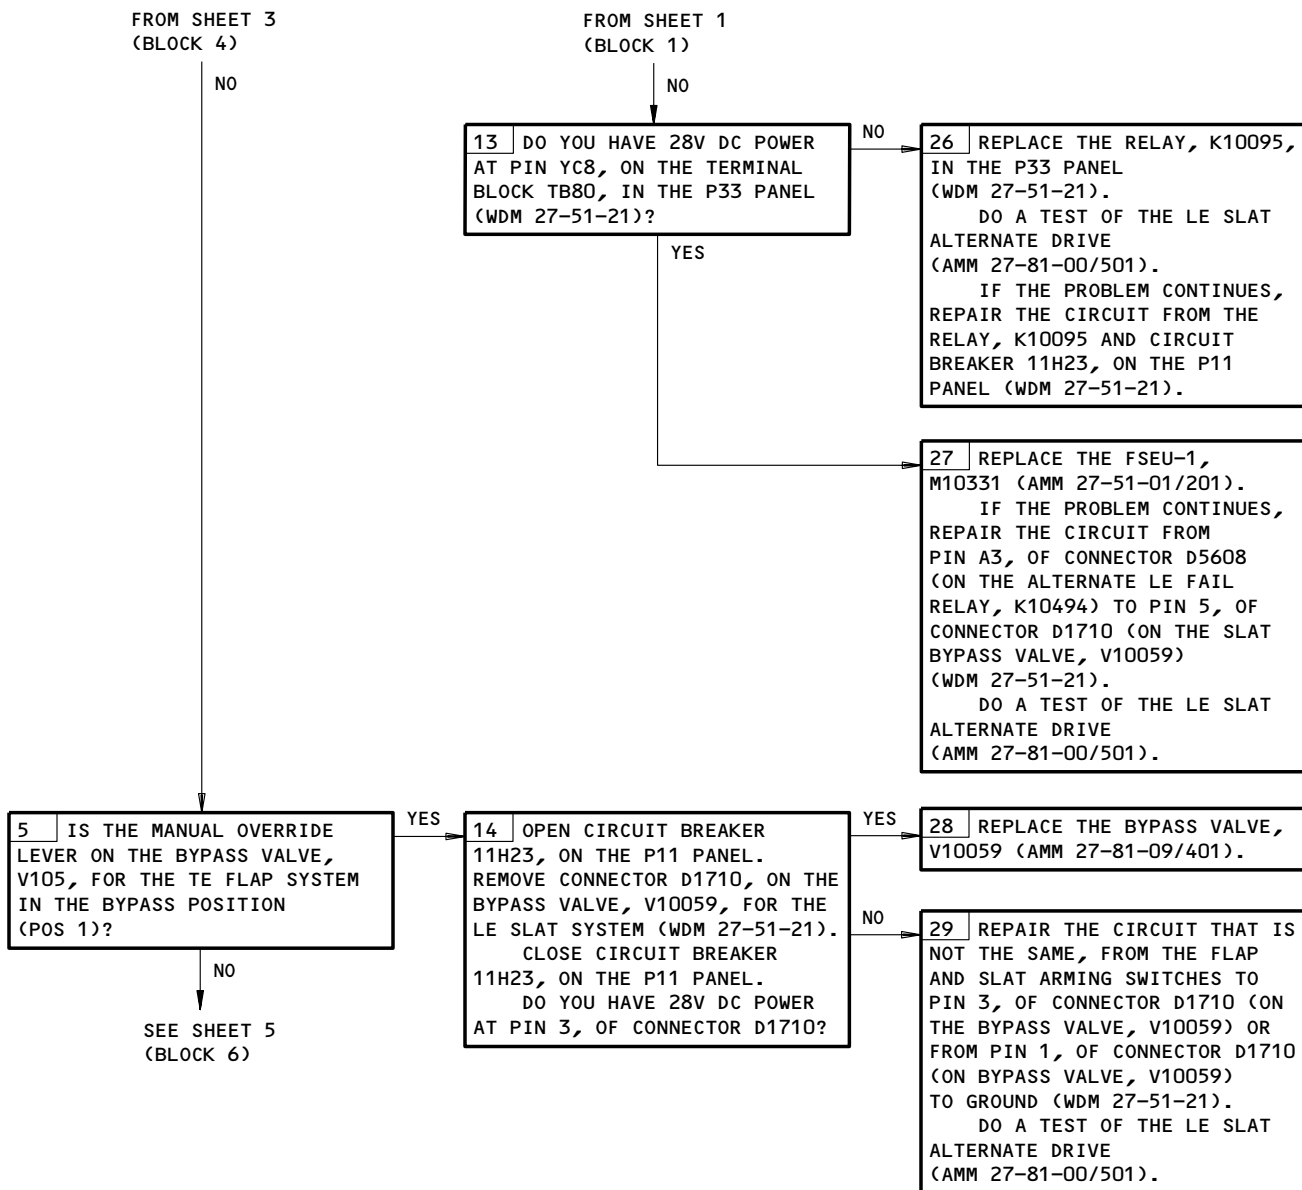 FROM SHEET 3
(BLOCK 4)
NO
FROM SHEET 1
(BLOCK 1)
NO
13 DO YOU HAVE 28V DC POWER
AT PIN YC8, ON THE TERMINAL
BLOCK TB80, IN THE P33 PANEL
(WDM 27-51-21)?
NO
YES
26 REPLACE THE RELAY, K10095,
IN THE P33 PANEL
(WDM 27-51-21).
DO A TEST OF THE LE SLAT
ALTERNATE DRIVE
(AMM 27-81-00/501).
IF THE PROBLEM CONTINUES,
REPAIR THE CIRCUIT FROM THE
RELAY, K10095 AND CIRCUIT
BREAKER 11H23, ON THE P11
PANEL (WDM 27-51-21).
27 REPLACE THE FSEU-1,
M10331 (AMM 27-51-01/201).
IF THE PROBLEM CONTINUES,
REPAIR THE CIRCUIT FROM
PIN A3, OF CONNECTOR D5608
(ON THE ALTERNATE LE FAIL
RELAY, K10494) TO PIN 5, OF
CONNECTOR D1710 (ON THE SLAT
BYPASS VALVE, V10059)
(WDM 27-51-21).
DO A TEST OF THE LE SLAT
ALTERNATE DRIVE
(AMM 27-81-00/501).
5 IS THE MANUAL OVERRIDE
LEVER ON THE BYPASS VALVE,
V105, FOR THE TE FLAP SYSTEM
IN THE BYPASS POSITION
(POS 1)?
YES
NO
SEE SHEET 5
(BLOCK 6)
14 OPEN CIRCUIT BREAKER
11H23, ON THE P11 PANEL.
REMOVE CONNECTOR D1710, ON THE
BYPASS VALVE, V10059, FOR THE
LE SLAT SYSTEM (WDM 27-51-21).
CLOSE CIRCUIT BREAKER
11H23, ON THE P11 PANEL.
DO YOU HAVE 28V DC POWER
AT PIN 3, OF CONNECTOR D1710?
YES
NO
28 REPLACE THE BYPASS VALVE,
V10059 (AMM 27-81-09/401).
29 REPAIR THE CIRCUIT THAT IS
NOT THE SAME, FROM THE FLAP
AND SLAT ARMING SWITCHES TO
PIN 3, OF CONNECTOR D1710 (ON
THE BYPASS VALVE, V10059) OR
FROM PIN 1, OF CONNECTOR D1710
(ON BYPASS VALVE, V10059)
TO GROUND (WDM 27-51-21).
DO A TEST OF THE LE SLAT
ALTERNATE DRIVE
(AMM 27-81-00/501).